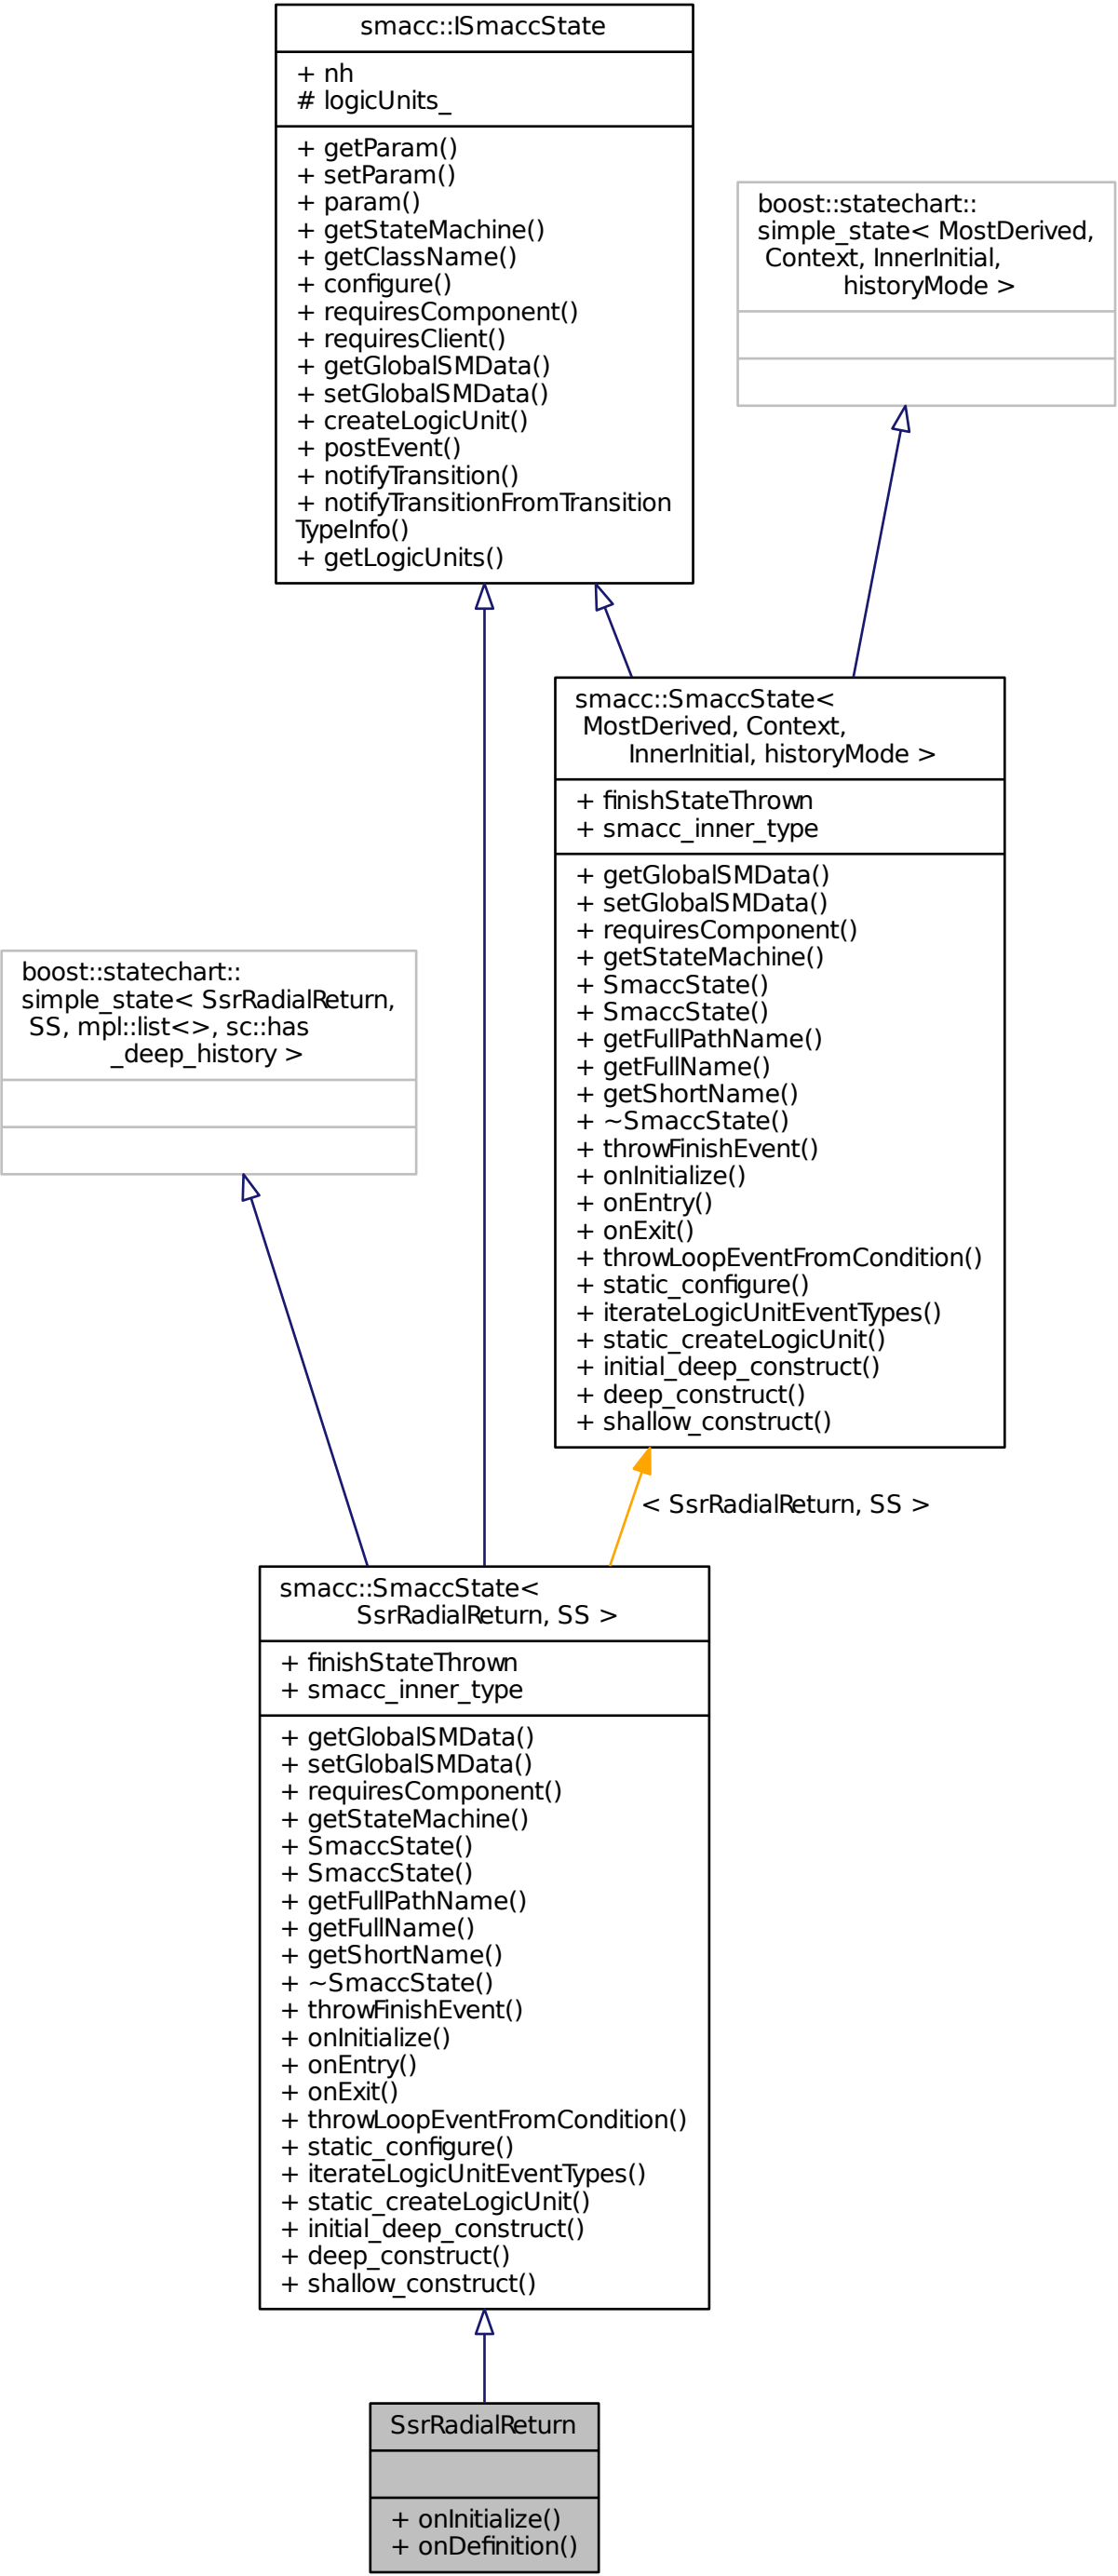 smacc::ISmaccState
+ nh
# logicUnits_
+ getParam()
+ setParam()
+ param()
+ getStateMachine()
+ getClassName()
+ configure()
+ requiresComponent()
+ requiresClient()
+ getGlobalSMData()
+ setGlobalSMData()
+ createLogicUnit()
+ postEvent()
+ notifyTransition()
+ notifyTransitionFromTransition
TypeInfo()
+ getLogicUnits()
boost::statechart::
simple_state< MostDerived,
Context, InnerInitial,
historyMode >
smacc::SmaccState<
MostDerived, Context,
InnerInitial, historyMode >
+ finishStateThrown
+ smacc_inner_type
+ getGlobalSMData()
+ setGlobalSMData()
+ requiresComponent()
+ getStateMachine()
+ SmaccState()
+ SmaccState()
+ getFullPathName()
+ getFullName()
+ getShortName()
+ ~SmaccState()
+ throwFinishEvent()
+ onInitialize()
+ onEntry()
+ onExit()
+ throwLoopEventFromCondition()
+ static_configure()
+ iterateLogicUnitEventTypes()
+ static_createLogicUnit()
+ initial_deep_construct()
+ deep_construct()
+ shallow_construct()
boost::statechart::
simple_state< SsrRadialReturn,
SS, mpl::list<>, sc::has
_deep_history >
< SsrRadialReturn, SS >
smacc::SmaccState<
SsrRadialReturn, SS >
+ finishStateThrown
+ smacc_inner_type
+ getGlobalSMData()
+ setGlobalSMData()
+ requiresComponent()
+ getStateMachine()
+ SmaccState()
+ SmaccState()
+ getFullPathName()
+ getFullName()
+ getShortName()
+ ~SmaccState()
+ throwFinishEvent()
+ onInitialize()
+ onEntry()
+ onExit()
+ throwLoopEventFromCondition()
+ static_configure()
+ iterateLogicUnitEventTypes()
+ static_createLogicUnit()
+ initial_deep_construct()
+ deep_construct()
+ shallow_construct()
SsrRadialReturn
+ onInitialize()
+ onDefinition()